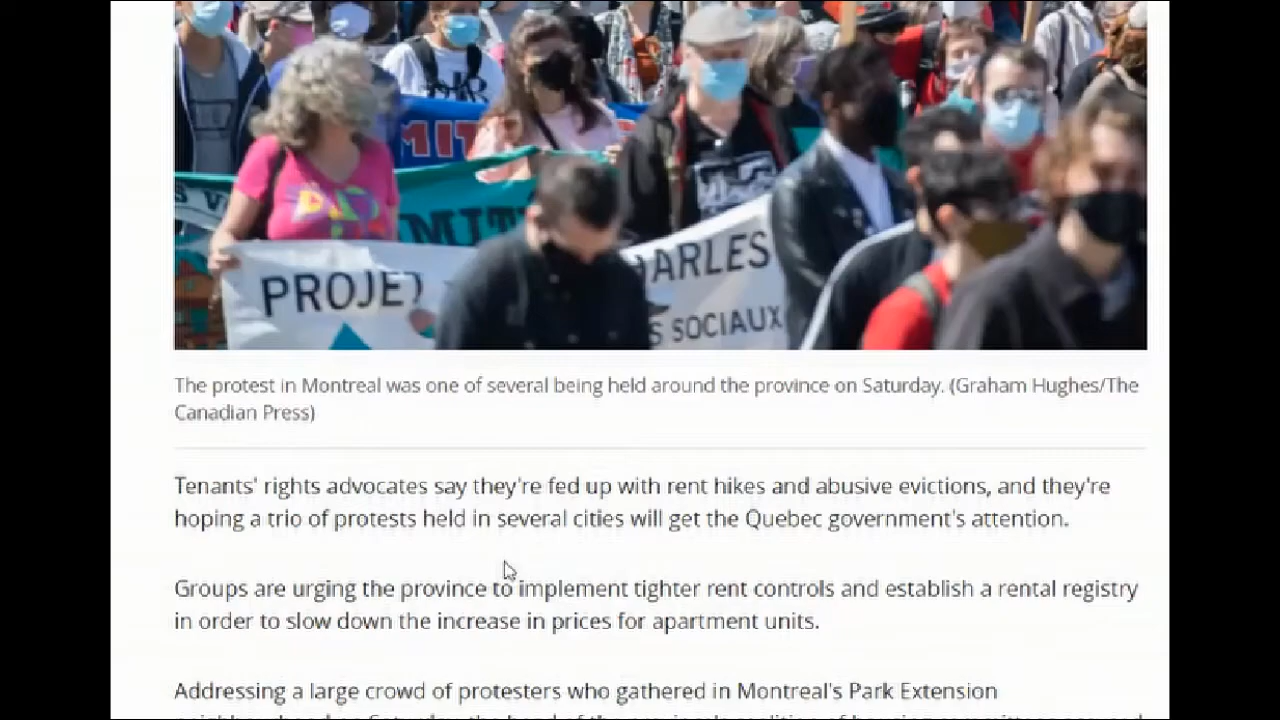 MIT
MIT
PROJET
HARLES
S SOCIAUX
The protest in Montreal was one of several being held around the province on Saturday. (Graham Hughes/The
Canadian Press)
Tenants' rights advocates say they're fed up with rent hikes and abusive evictions, and they're
hoping a trio of protests held in several cities will get the Quebec government's attention.
Groups are urging the province to implement tighter rent controls and establish a rental registry
in order to slow down the increase in prices for apartment units.
Addressing a large crowd of protesters who gathered in Montreal's Park Extension